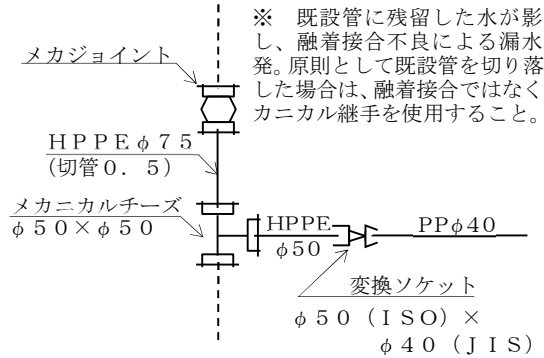 ※　既設管に残留した水が影
し、融着接合不良による漏水
発。原則として既設管を切り落
した場合は、融着接合ではなく
カニカル継手を使用すること。
メカジョイント
ＨＰＰＥφ７５
(切管０．５)
メカニカルチーズ
φ５０×φ５０
HPPE
φ50
PPφ40
変換ソケット
φ５０（ＩＳＯ）×
φ４０（ＪＩＳ）